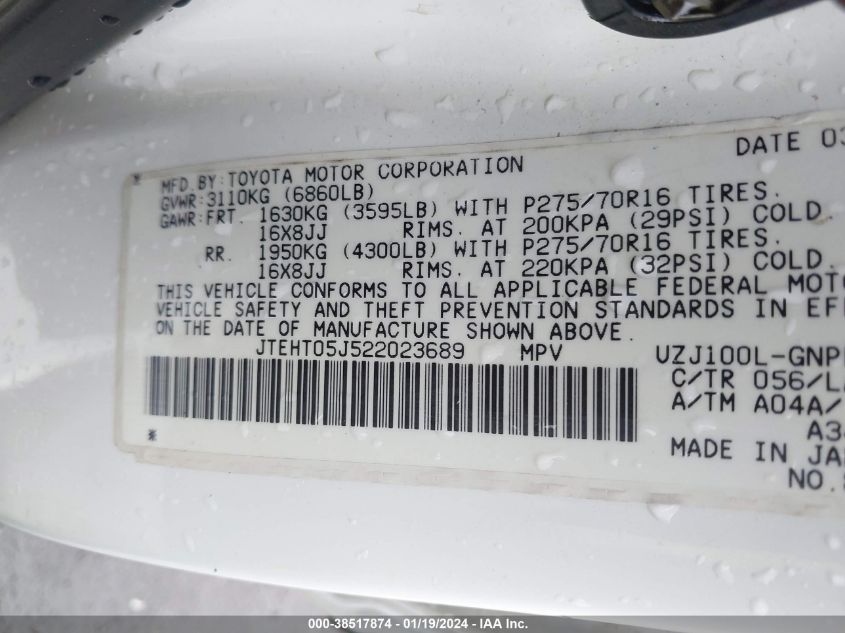 DATE 03
MFD.BY:TOYOTA MOTOR CORPORATION
GVWR:3110KG (6860LB)
GAWR:FRT. 1630KG (3595LB) WITH P275/70R16 TIRES.
16X8JJ RIMS. AT 200KPA (29PSI) COLD.
RR. 1950KG (4300LB) WITH P275/70R16 TIRES.
16X8JJ RIMS. AT 220KPA (32PSI) COLD.
THIS VEHICLE CONFORMS TO ALL APPLICABLE FEDERAL MOTO
VEHICLE SAFETY AND THEFT PREVENTION STANDARDS IN EFF
ON THE DATE OF MANUFACTURE SHOWN ABOVE.
JTEHT05J522023689 MPV UZJ100L-GNP
C/TR 056/L
A/TM A04A/
A3
MADE IN JA
NO.
000-38517874 - 01/19/2024 - IAA Inc.